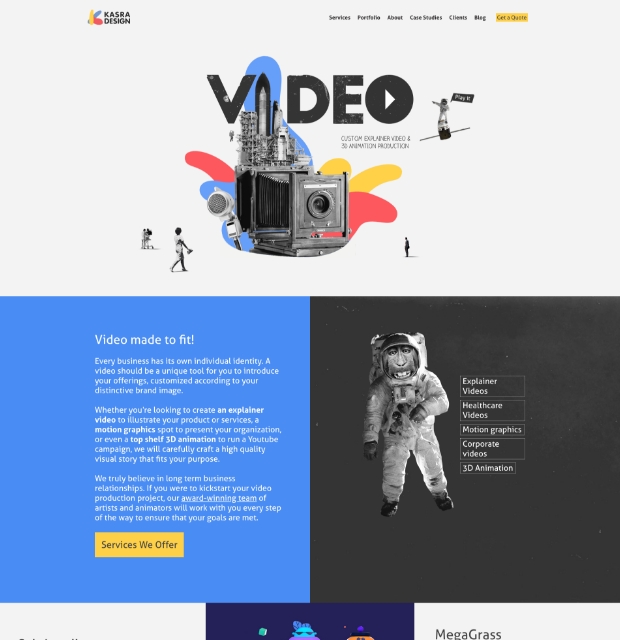 KASRA
DESIGN
Services Portfolio About Case Studies Clients Blog Get a Quote
VIDEO
Play it
CUSTOM EXPLAINER VIDEO &
3D ANIMATION PRODUCTION
Video made to fit!
Every business has its own individual identity. A
video should be a unique tool for you to introduce
your offerings, customized according to your
distinctive brand image.
Whether you're looking to create an explainer
video to illustrate your product or services, a
motion graphics spot to present your organization,
or even a top shelf 3D animation to run a Youtube
campaign, we will carefully craft a high quality
visual story that fits your purpose.
We truly believe in long term business
relationships. If you were to kickstart your video
production project, our award-winning team of
artists and animators will work with you every step
of the way to ensure that your goals are met.
Services We Offer
Explainer
Videos
Healthcare
Videos
Motion graphics
Corporate
videos
3D Animation
MegaGrass